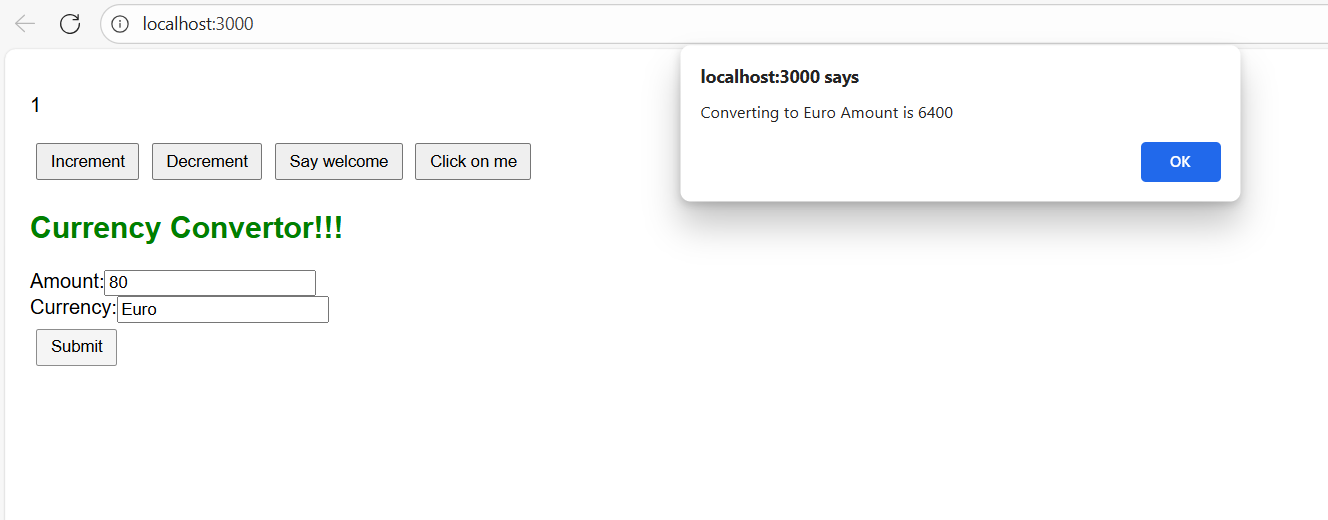 localhost:3000
localhost:3000 says
Converting to Euro Amount is 6400
OK
1
Increment Decrement Say welcome Click on me
Currency Convertor!!!
Amount:80
Currency:Euro
Submit